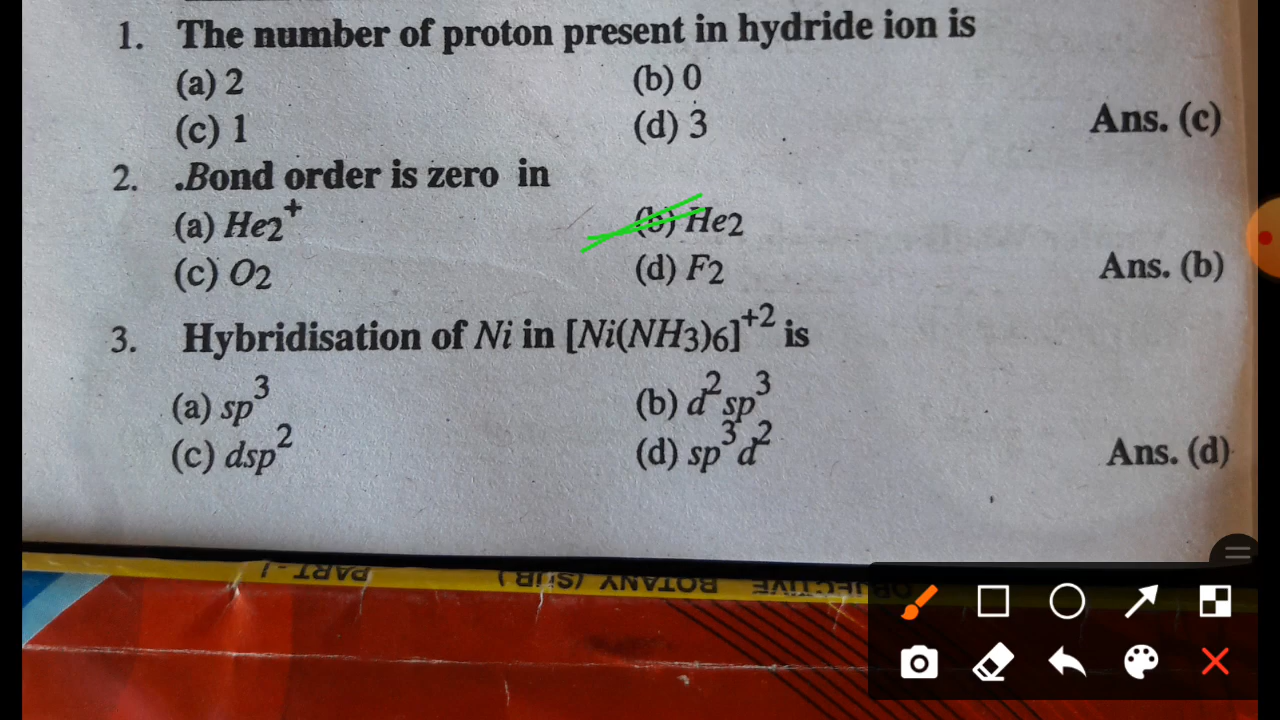 1. The number of proton present in hydride ion is
(a) 2 (b) 0
(c) 1 (d) 3 Ans. (c)
2. .Bond order is zero in
(a) He2+ (b) He2
(c) O2 (d) F2 Ans. (b)
3. Hybridisation of Ni in [Ni(NH3)6]+2 is
(a) sp3 (b) d2sp3
(c) dsp2 (d) sp3d2 Ans. (d)
OBJECTIVE BOTANY (SUB) PART-I